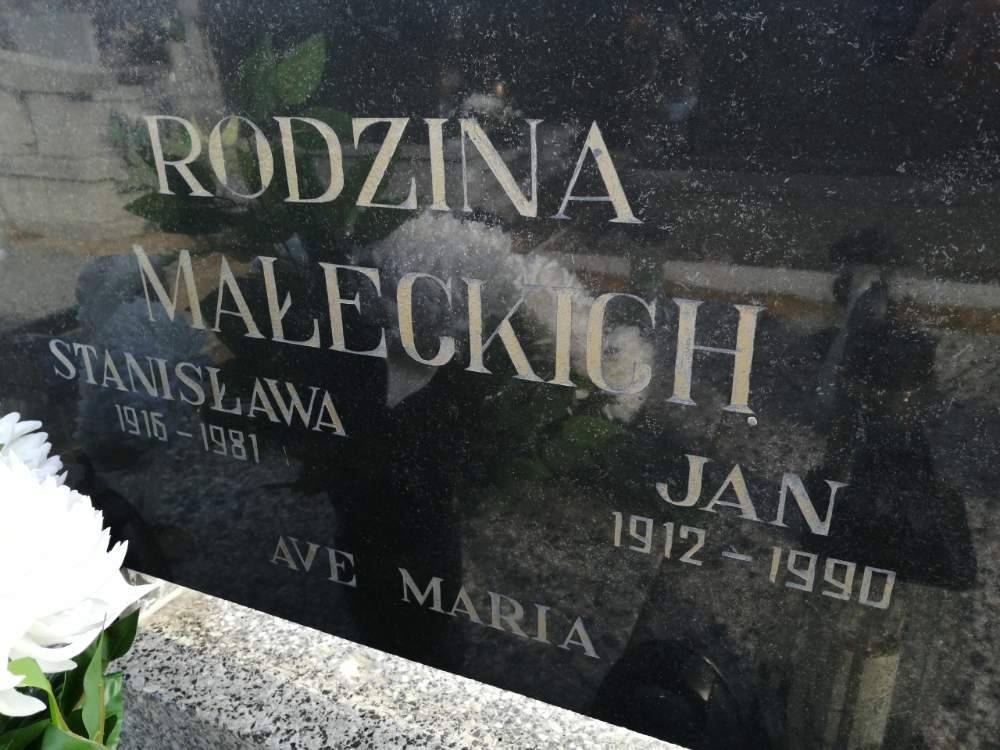 RODZINA
MAŁECKICH
STANISŁAWA
1916 – 1981
JAN
1912 – 1990
AVE MARIA